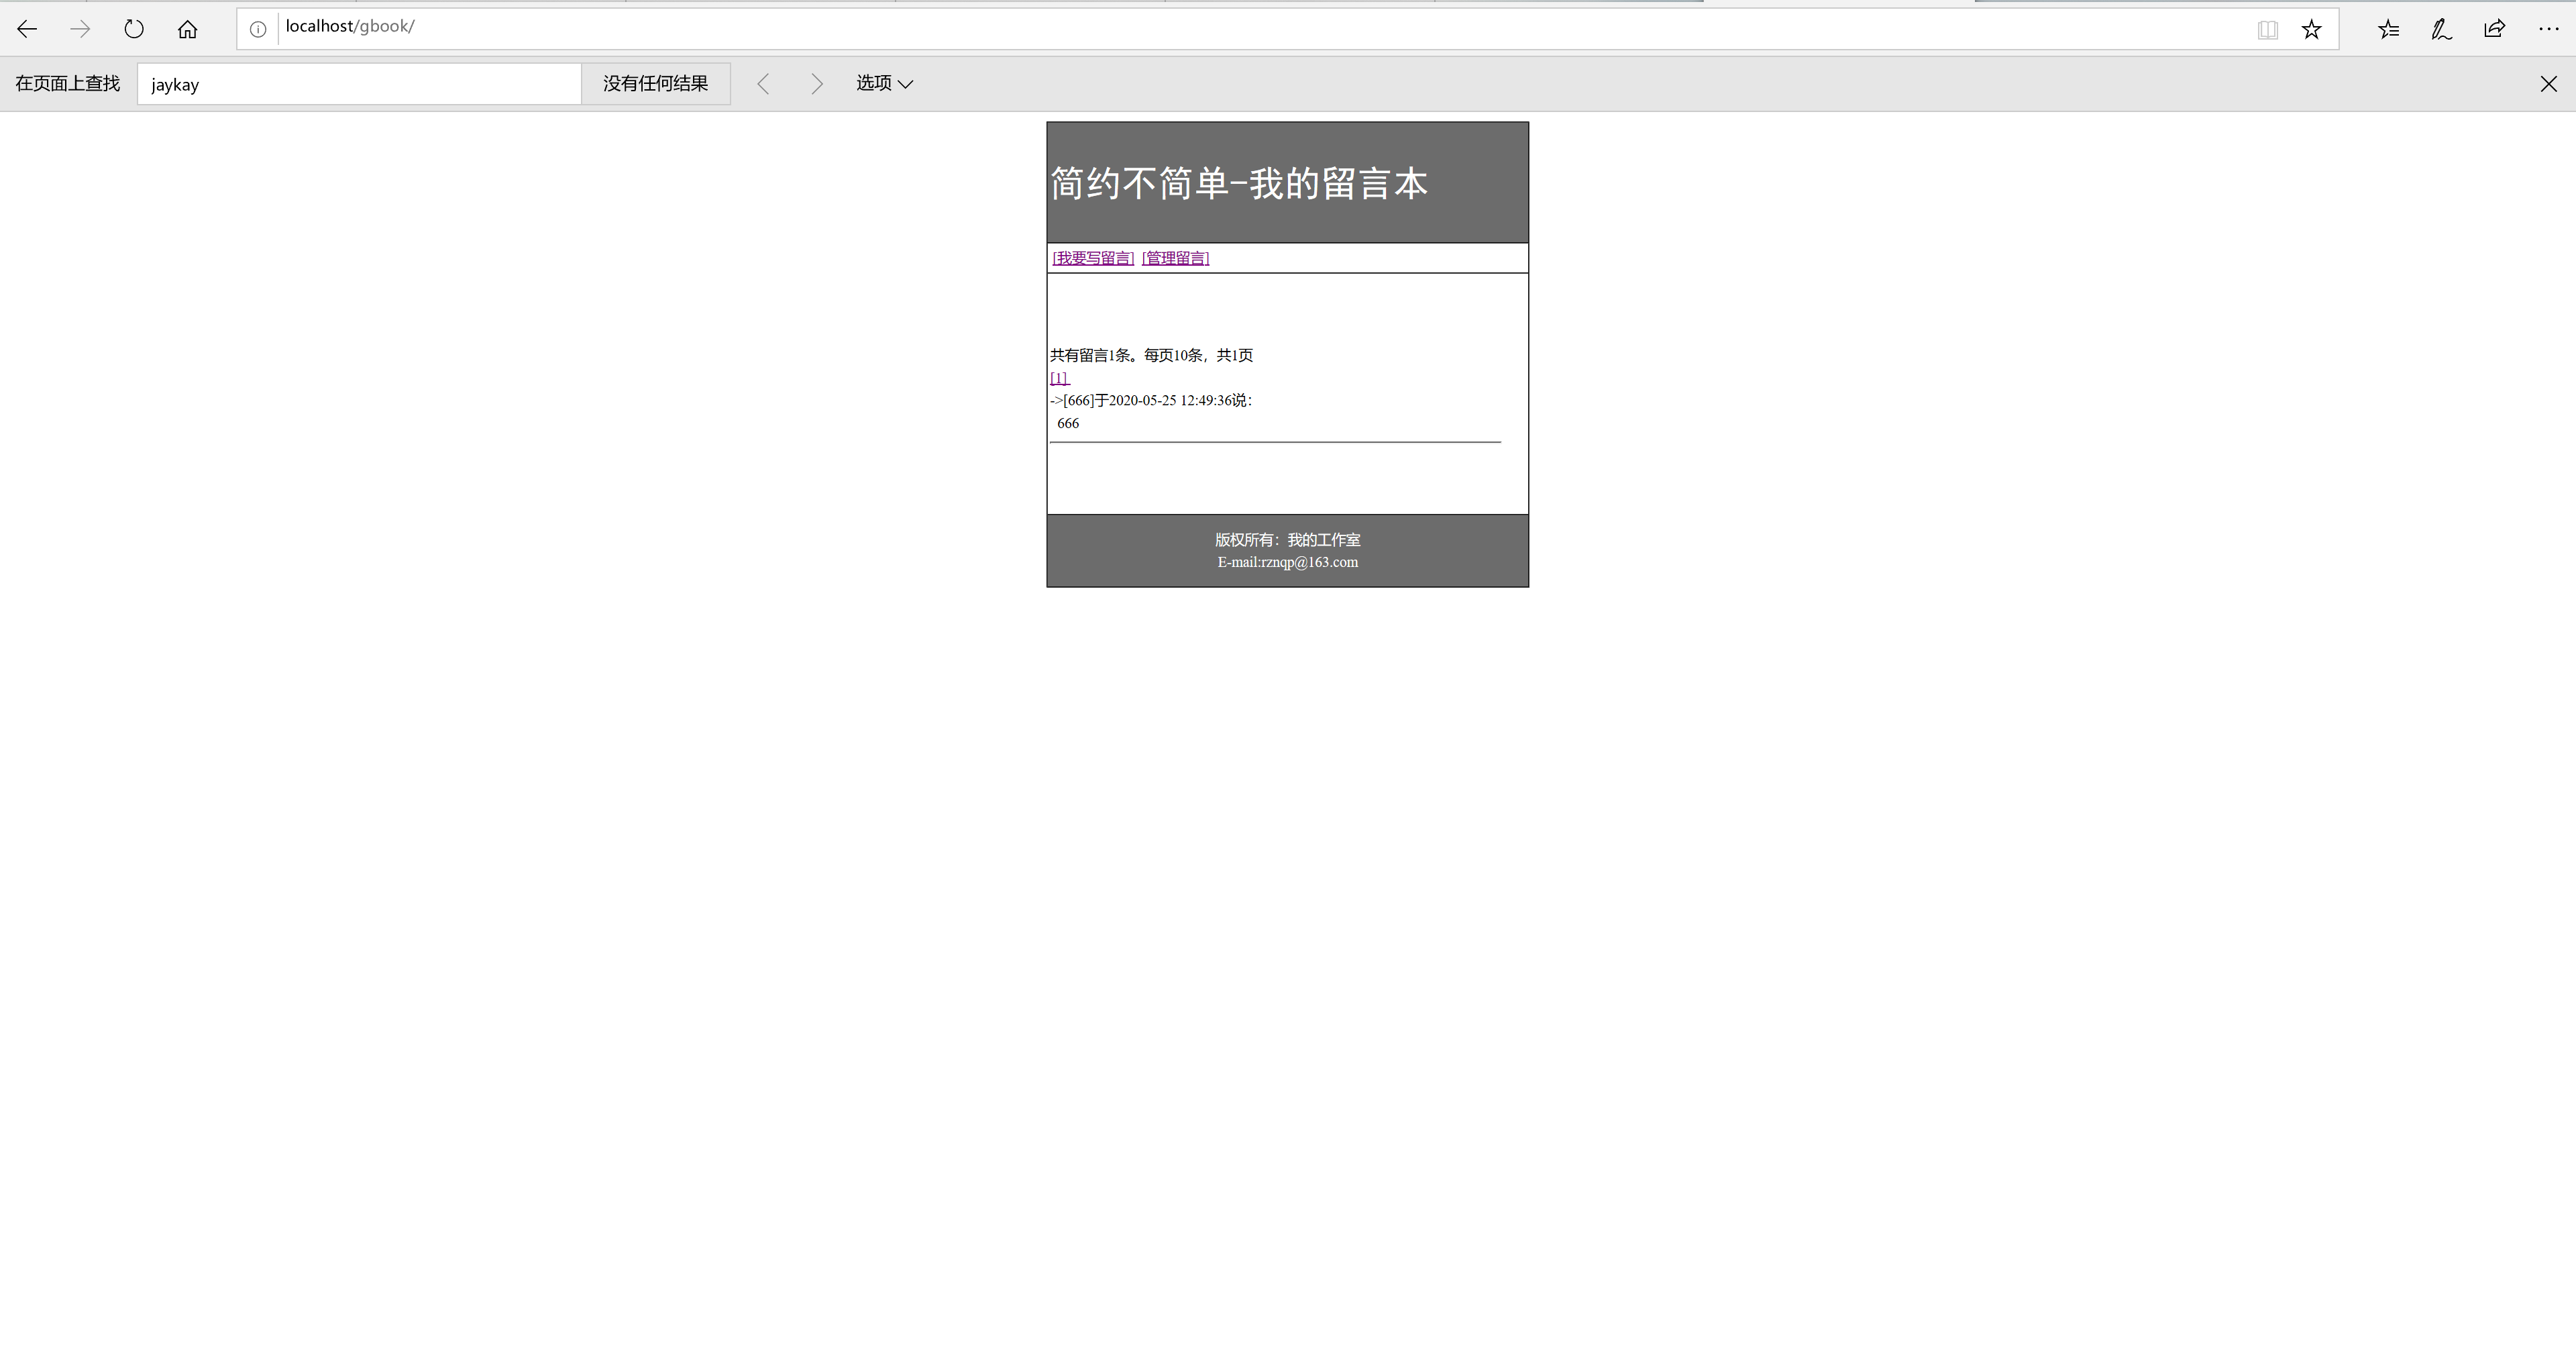 localhost/gbook/
在页面上查找 jaykay 没有任何结果 选项
简约不简单-我的留言本
[我要写留言] [管理留言]
共有留言1条。每页10条，共1页
[1]
->[666]于2020-05-25 12:49:36说：
666
版权所有：我的工作室
E-mail:rznqp@163.com